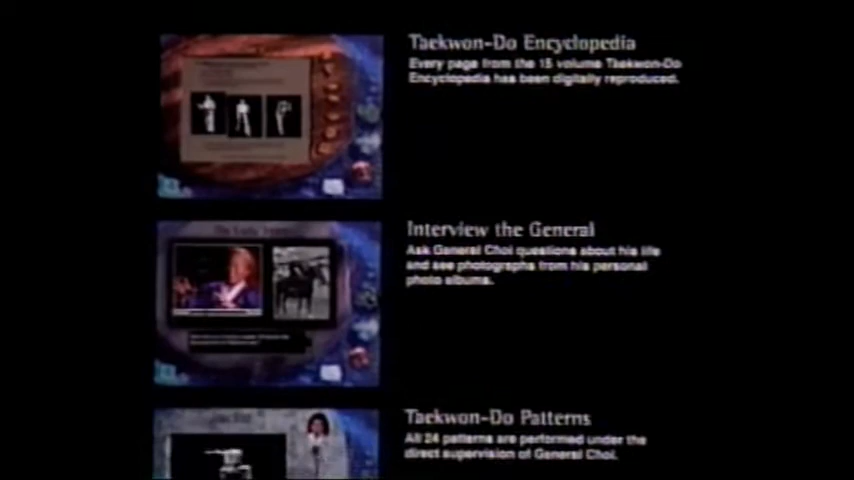 Taekwon-Do Encyclopedia
Every page from the 15 volume Taekwon-Do
Encyclopedia has been digitally reproduced.
Interview the General
Ask General Choi questions about his life
and see photographs from his personal
photo albums.
Taekwon-Do Patterns
All 24 patterns are performed under the
direct supervision of General Choi.